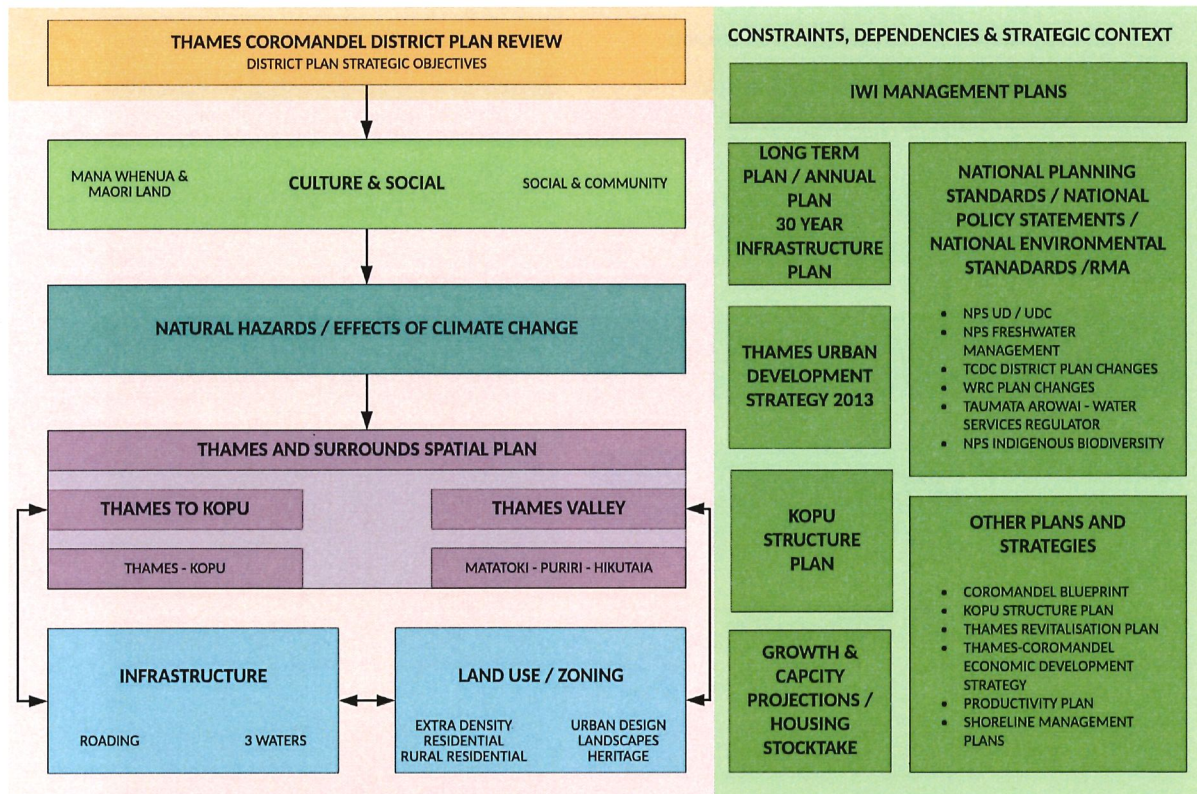 THAMES COROMANDEL DISTRICT PLAN REVIEW
DISTRICT PLAN STRATEGIC OBJECTIVES
MANA WHENUA &
MAORI LAND
CULTURE & SOCIAL
SOCIAL & COMMUNITY
NATURAL HAZARDS / EFFECTS OF CLIMATE CHANGE
THAMES AND SURROUNDS SPATIAL PLAN
THAMES TO KOPU
THAMES VALLEY
THAMES - KOPU
MATATOKI - PURIRI - HIKUTAIA
INFRASTRUCTURE
ROADING
3 WATERS
LAND USE / ZONING
EXTRA DENSITY
RESIDENTIAL
RURAL RESIDENTIAL
URBAN DESIGN
LANDSCAPES
HERITAGE
CONSTRAINTS, DEPENDENCIES & STRATEGIC CONTEXT
IWI MANAGEMENT PLANS
LONG TERM
PLAN / ANNUAL
PLAN
30 YEAR
INFRASTRUCTURE
PLAN
THAMES URBAN
DEVELOPMENT
STRATEGY 2013
KOPU
STRUCTURE
PLAN
GROWTH &
CAPCITY
PROJECTIONS /
HOUSING
STOCKTAKE
NATIONAL PLANNING
STANDARDS / NATIONAL
POLICY STATEMENTS /
NATIONAL ENVIRONMENTAL
STANADARDS /RMA
• NPS UD / UDC
• NPS FRESHWATER
MANAGEMENT
• TCDC DISTRICT PLAN CHANGES
• WRC PLAN CHANGES
• TAUMATA AROWAI - WATER
SERVICES REGULATOR
• NPS INDIGENOUS BIODIVERSITY
OTHER PLANS AND
STRATEGIES
• COROMANDEL BLUEPRINT
• KOPU STRUCTURE PLAN
• THAMES REVITALISATION PLAN
• THAMES-COROMANDEL
ECONOMIC DEVELOPMENT
STRATEGY
• PRODUCTIVITY PLAN
• SHORELINE MANAGEMENT
PLANS